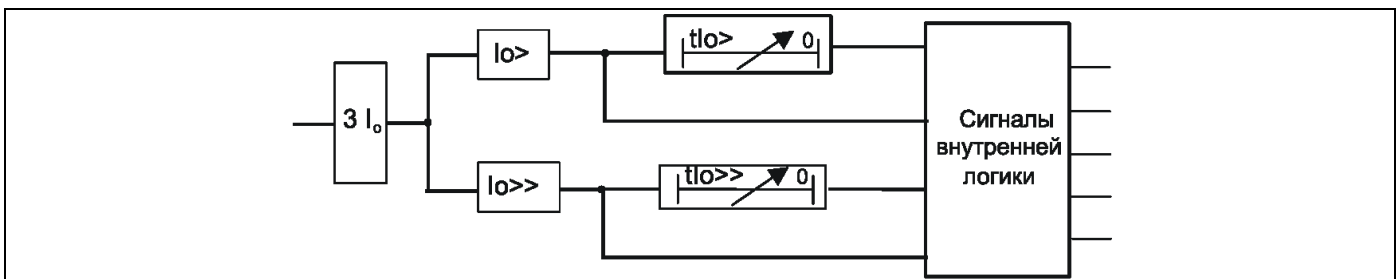 Io>
tIo> 0
3 Io
Сигналы
внутренней
логики
Io>>
tIo>> 0